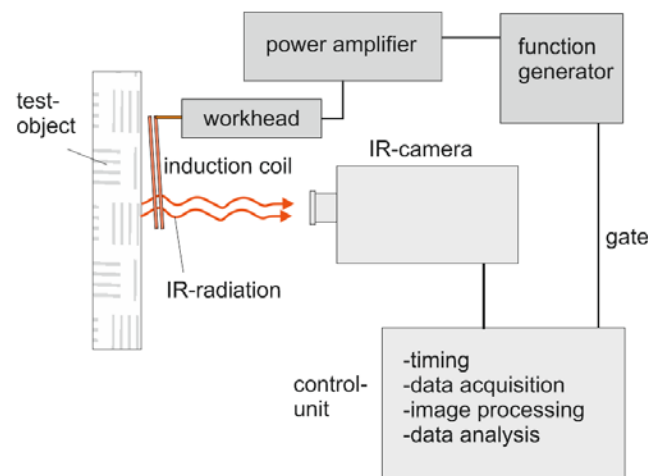 power amplifier
function
generator
test-
object
workhead
induction coil
IR-camera
IR-radiation
gate
control-
unit
-timing
-data acquisition
-image processing
-data analysis